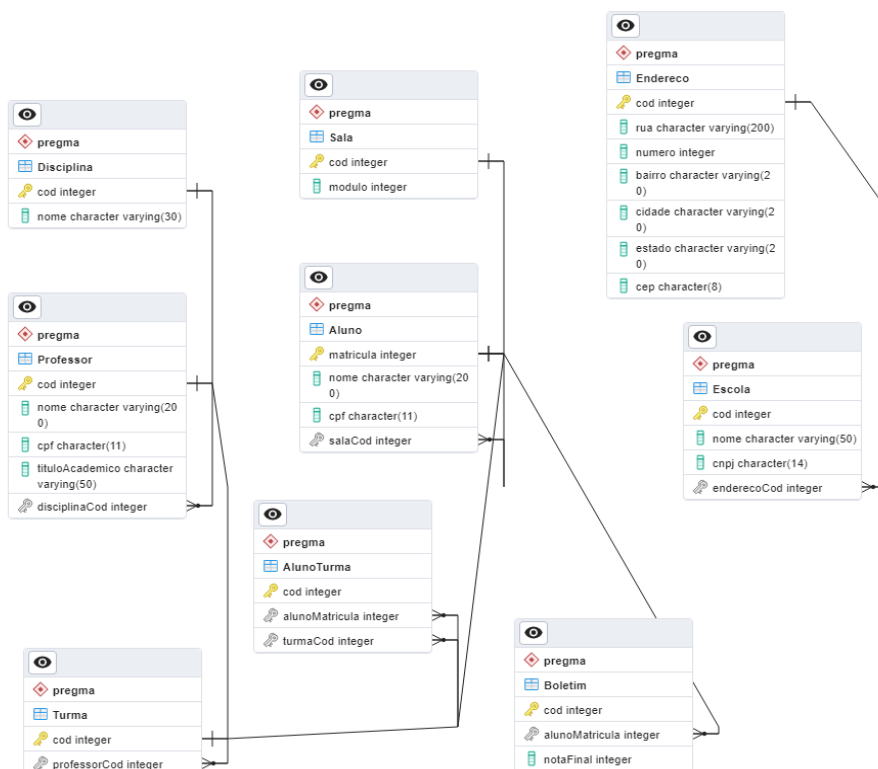 pregma
Disciplina
cod integer
nome character varying(30)
pregma
Sala
cod integer
modulo integer
pregma
Endereco
cod integer
rua character varying(200)
numero integer
bairro character varying(2
0)
cidade character varying(2
0)
estado character varying(2
0)
cep character(8)
pregma
Professor
cod integer
nome character varying(20
0)
cpf character(11)
tituloAcademico character
varying(50)
disciplinaCod integer
pregma
Aluno
matricula integer
nome character varying(20
0)
cpf character(11)
salaCod integer
pregma
Escola
cod integer
nome character varying(50)
cnpj character(14)
enderecoCod integer
pregma
AlunoTurma
cod integer
alunoMatricula integer
turmaCod integer
pregma
Turma
cod integer
professorCod integer
pregma
Boletim
cod integer
alunoMatricula integer
notaFinal integer